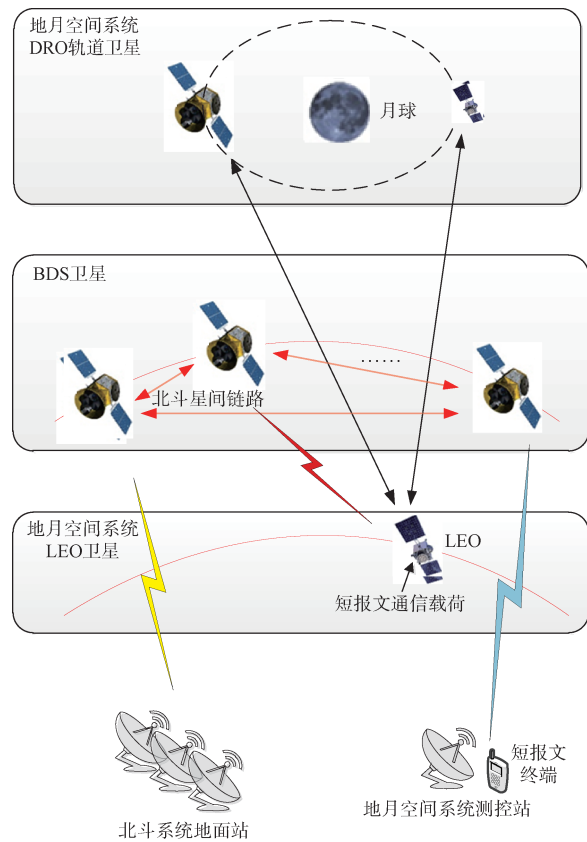 地月空间系统
DRO轨道卫星
月球
BDS卫星
……
北斗星间链路
地月空间系统
LEO卫星
LEO
短报文通信载荷
短报文
终端
地月空间系统测控站
北斗系统地面站